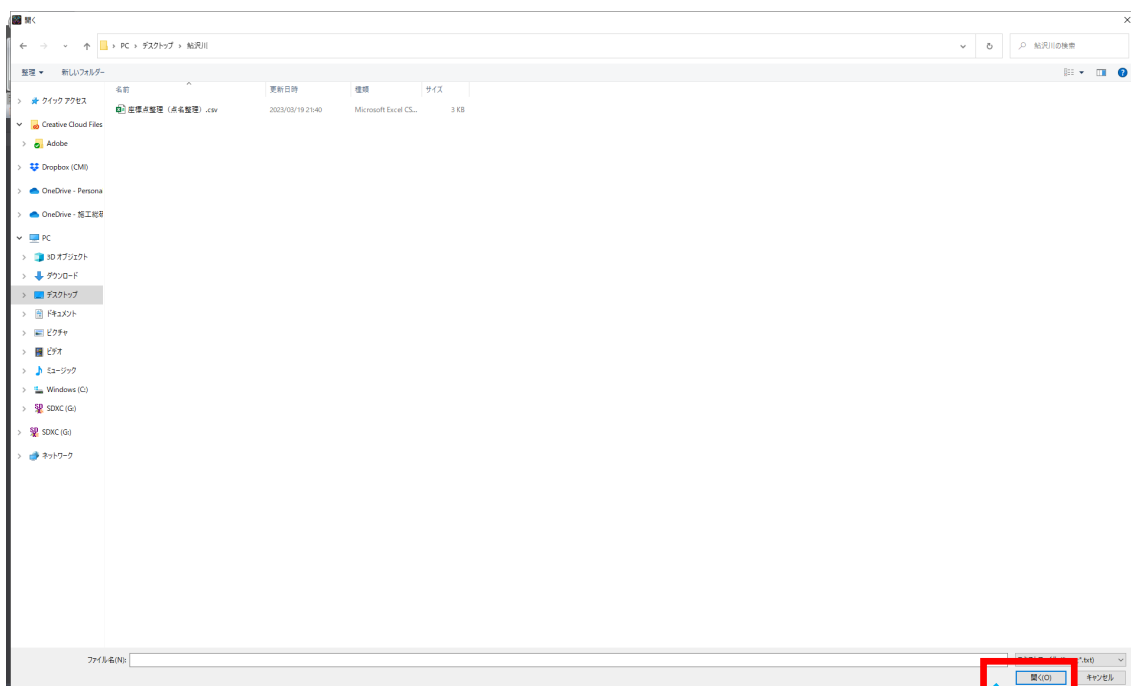 開く
PC › デスクトップ › 鮎沢川
鮎沢川の検索
整理 新しいフォルダー
名前 更新日時 種類 サイズ
座標点整理（点名整理）.csv 2023/03/19 21:40 Microsoft Excel CS... 3 KB
クイック アクセス
Creative Cloud Files
Adobe
Dropbox (CMI)
OneDrive - Persona
OneDrive - 施工総研
PC
3D オブジェクト
ダウンロード
デスクトップ
ドキュメント
ピクチャ
ビデオ
ミュージック
Windows (C:)
SDXC (G:)
SDXC (G:)
ネットワーク
ファイル名(N):
*.txt)
開く(O) キャンセル